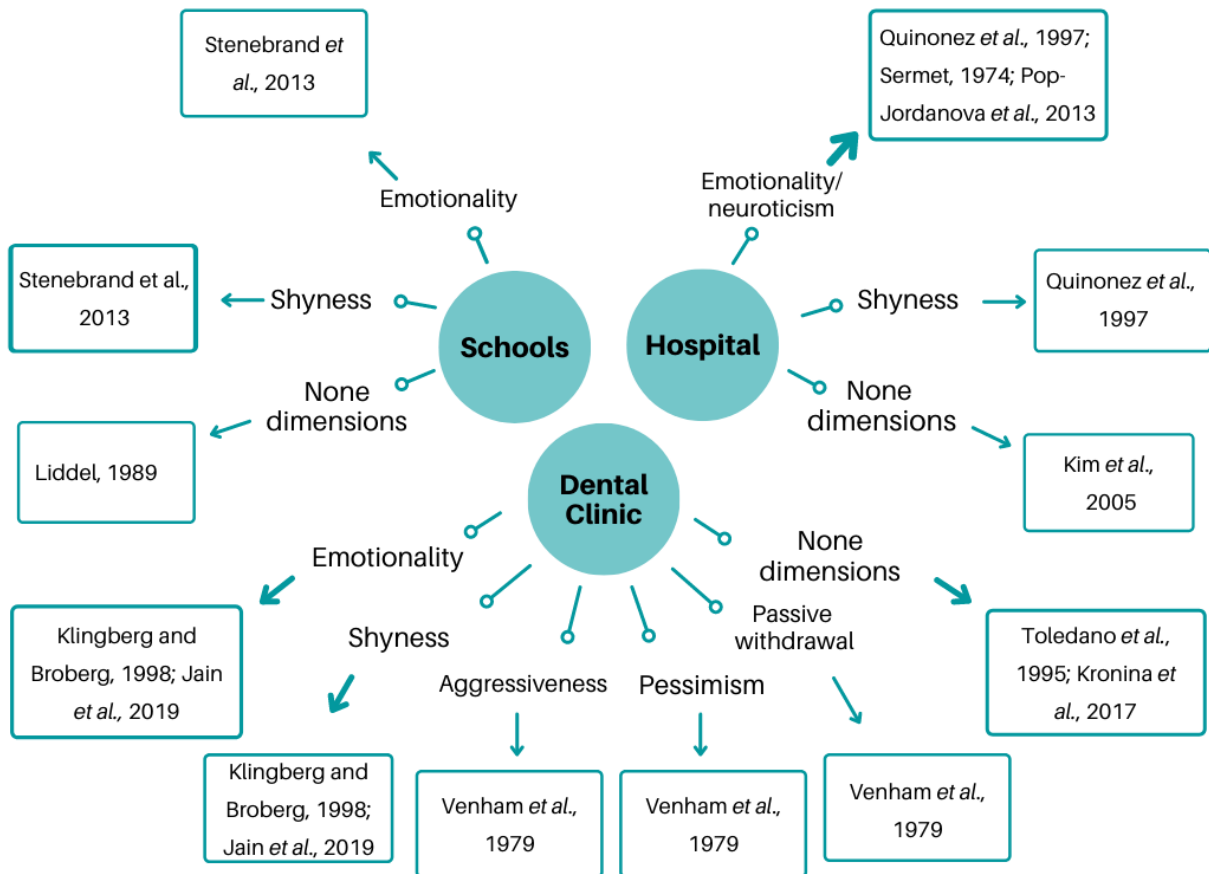 Stenebrand et
al., 2013
Emotionality
Stenebrand et al.,
2013
Shyness
Schools
None
dimensions
Liddel, 1989
Quinonez et al., 1997;
Sermet, 1974; Pop-
Jordanova et al., 2013
Emotionality/
neuroticism
Hospital
Shyness
Quinonez et al.,
1997
None
dimensions
Kim et al.,
2005
Dental
Clinic
Emotionality
Klingberg and
Broberg, 1998; Jain
et al., 2019
Shyness
Klingberg and
Broberg, 1998;
Jain et al., 2019
Aggressiveness
Venham et al.,
1979
Pessimism
Venham et al.,
1979
Passive
withdrawal
Venham et al.,
1979
None
dimensions
Toledano et al.,
1995; Kronina et
al., 2017